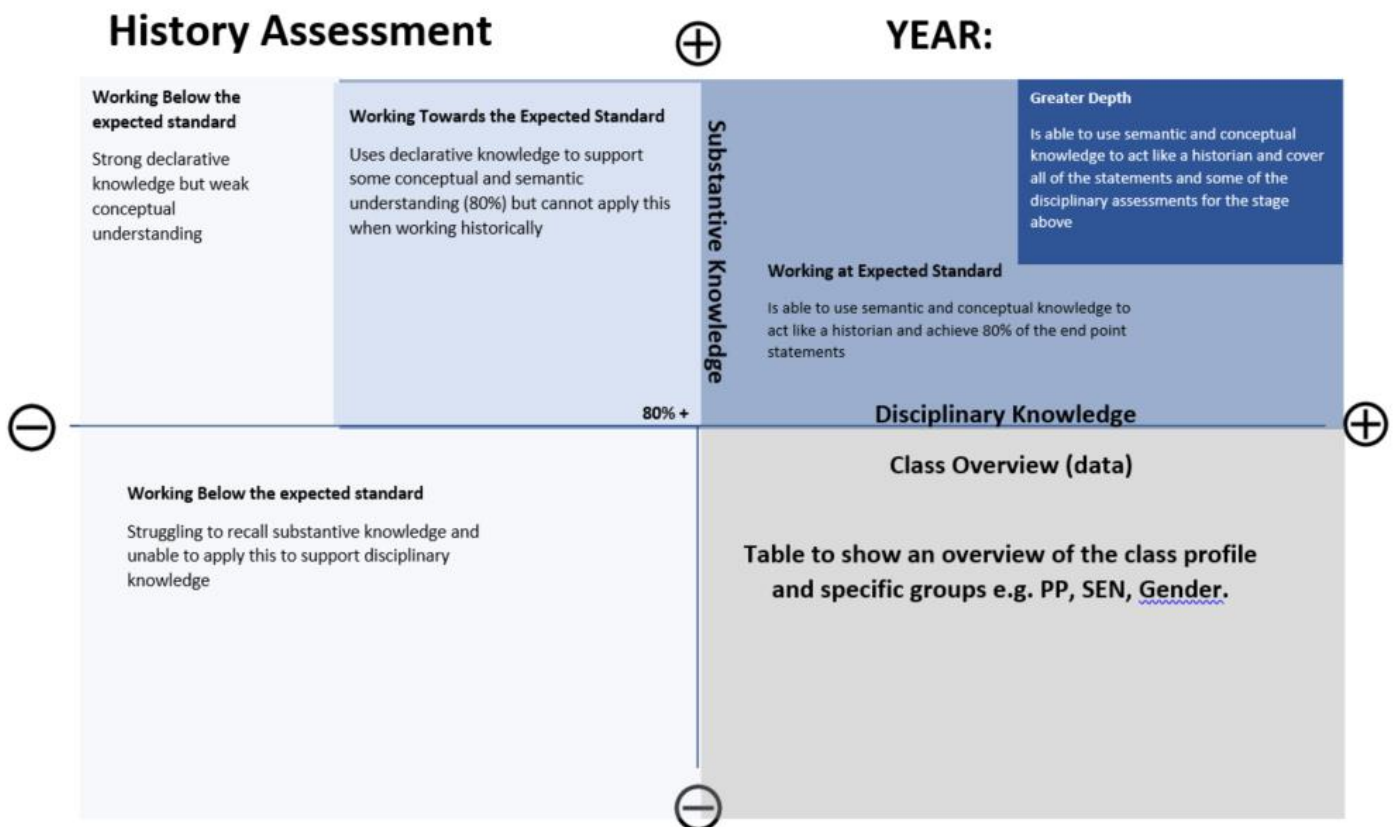 History Assessment
YEAR:
Working Below the
expected standard
Strong declarative
knowledge but weak
conceptual
understanding
Working Towards the Expected Standard
Uses declarative knowledge to support
some conceptual and semantic
understanding (80%) but cannot apply this
when working historically
80% +
Substantive Knowledge
Greater Depth
Is able to use semantic and conceptual
knowledge to act like a historian and cover
all of the statements and some of the
disciplinary assessments for the stage
above
Working at Expected Standard
Is able to use semantic and conceptual knowledge to
act like a historian and achieve 80% of the end point
statements
Disciplinary Knowledge
Working Below the expected standard
Struggling to recall substantive knowledge and
unable to apply this to support disciplinary
knowledge
Class Overview (data)
Table to show an overview of the class profile
and specific groups e.g. PP, SEN, Gender.